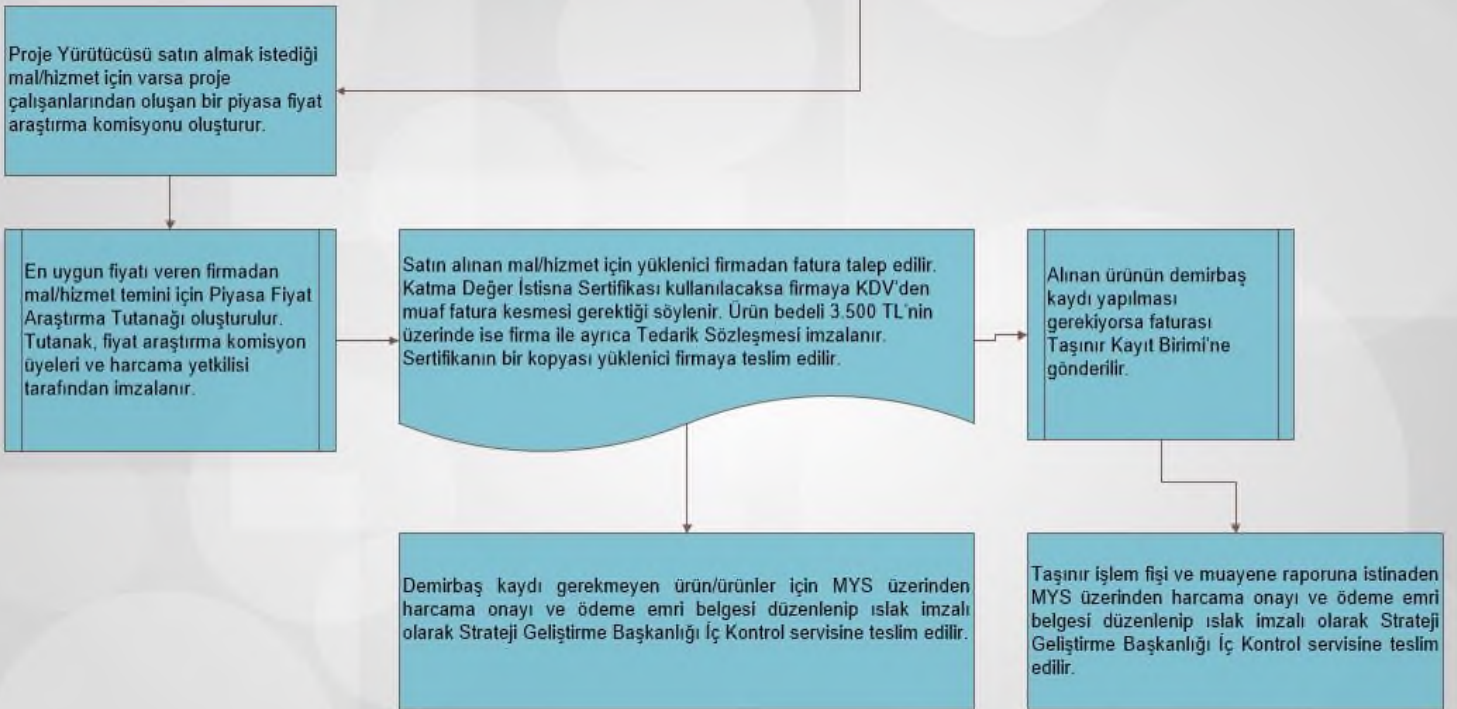 Proje Yürütücüsü satın almak istediği
mal/hizmet için varsa proje
çalışanlarından oluşan bir piyasa fiyat
araştırma komisyonu oluşturur.
En uygun fiyatı veren firmadan
mal/hizmet temini için Piyasa Fiyat
Araştırma Tutanağı oluşturulur.
Tutanak, fiyat araştırma komisyon
üyeleri ve harcama yetkilisi
tarafından imzalanır.
Satın alınan mal/hizmet için yüklenici firmadan fatura talep edilir.
Katma Değer İstisna Sertifikası kullanılacaksa firmaya KDV'den
muaf fatura kesmesi gerektiği söylenir. Ürün bedeli 3.500 TL'nin
üzerinde ise firma ile ayrıca Tedarik Sözleşmesi imzalanır.
Sertifikanın bir kopyası yüklenici firmaya teslim edilir.
Alınan ürünün demirbaş
kaydı yapılması
gerekiyorsa faturası
Taşınır Kayıt Birimi'ne
gönderilir.
Demirbaş kaydı gerekmeyen ürün/ürünler için MYS üzerinden
harcama onayı ve ödeme emri belgesi düzenlenip ıslak imzalı
olarak Strateji Geliştirme Başkanlığı İç Kontrol servisine teslim edilir.
Taşınır işlem fişi ve muayene raporuna istinaden
MYS üzerinden harcama onayı ve ödeme emri
belgesi düzenlenip ıslak imzalı olarak Strateji
Geliştirme Başkanlığı İç Kontrol servisine teslim
edilir.